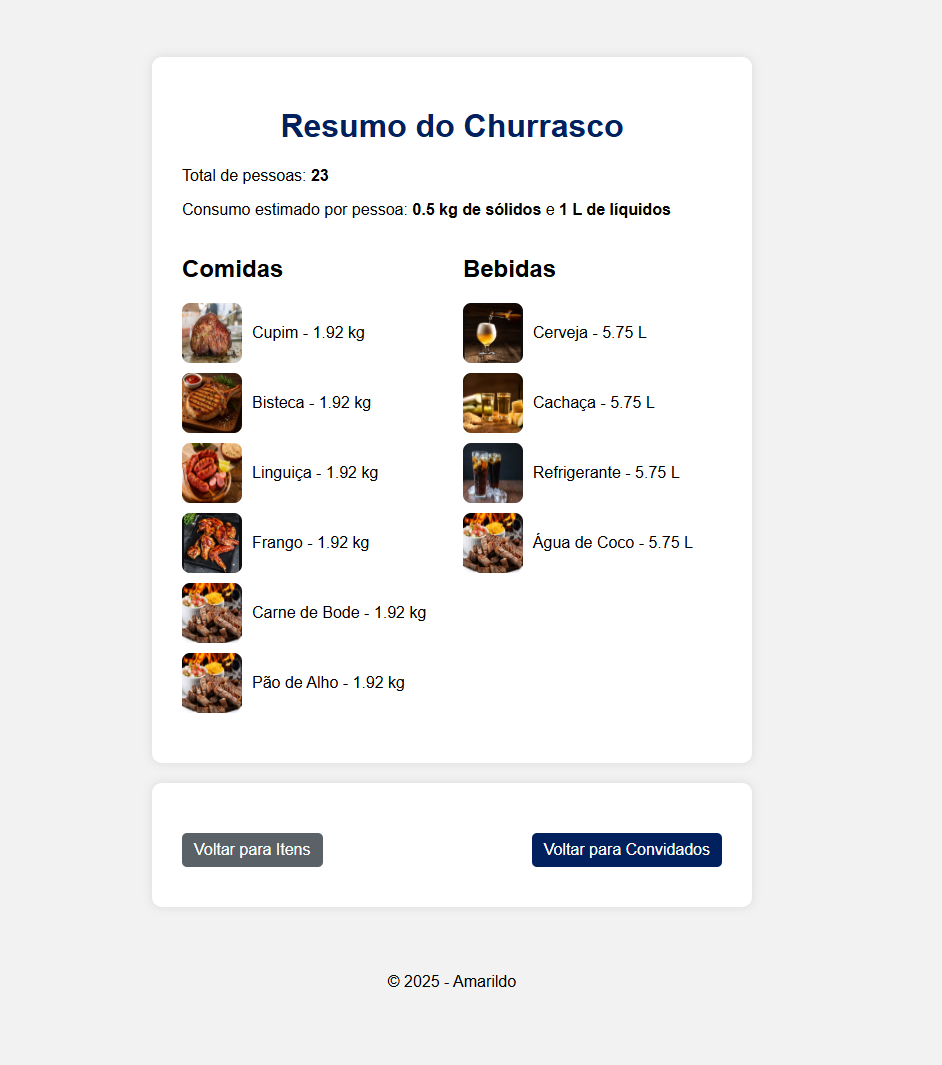 Resumo do Churrasco
Total de pessoas: 23
Consumo estimado por pessoa: 0.5 kg de sólidos e 1 L de líquidos
Comidas
Cupim - 1.92 kg
Bisteca - 1.92 kg
Linguiça - 1.92 kg
Frango - 1.92 kg
Carne de Bode - 1.92 kg
Pão de Alho - 1.92 kg
Bebidas
Cerveja - 5.75 L
Cachaça - 5.75 L
Refrigerante - 5.75 L
Água de Coco - 5.75 L
Voltar para Itens
Voltar para Convidados
© 2025 - Amarildo